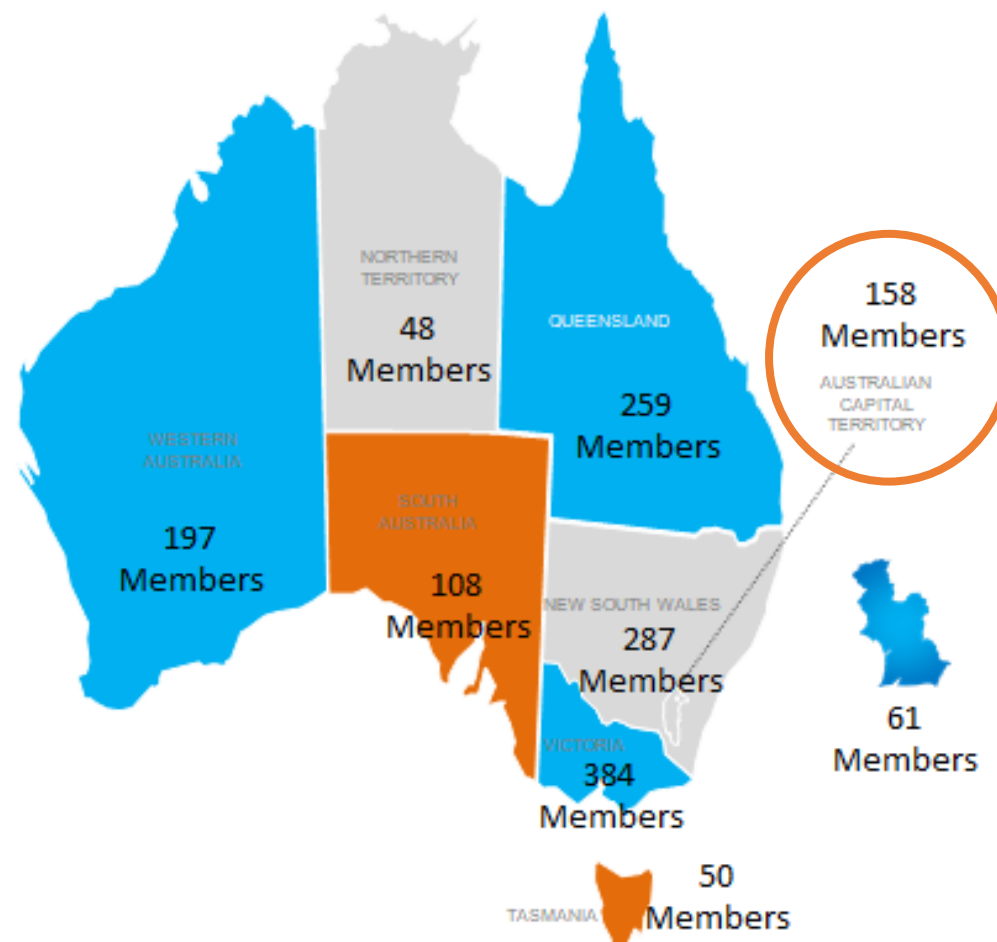 NORTHERN
TERRITORY
48
Members
QUEENSLAND
259
Members
158
Members
AUSTRALIAN
CAPITAL
TERRITORY
WESTERN
AUSTRALIA
197
Members
SOUTH
AUSTRALIA
108
Members
NEW SOUTH WALES
287
Members
61
Members
VICTORIA
384
Members
TASMANIA
50
Members